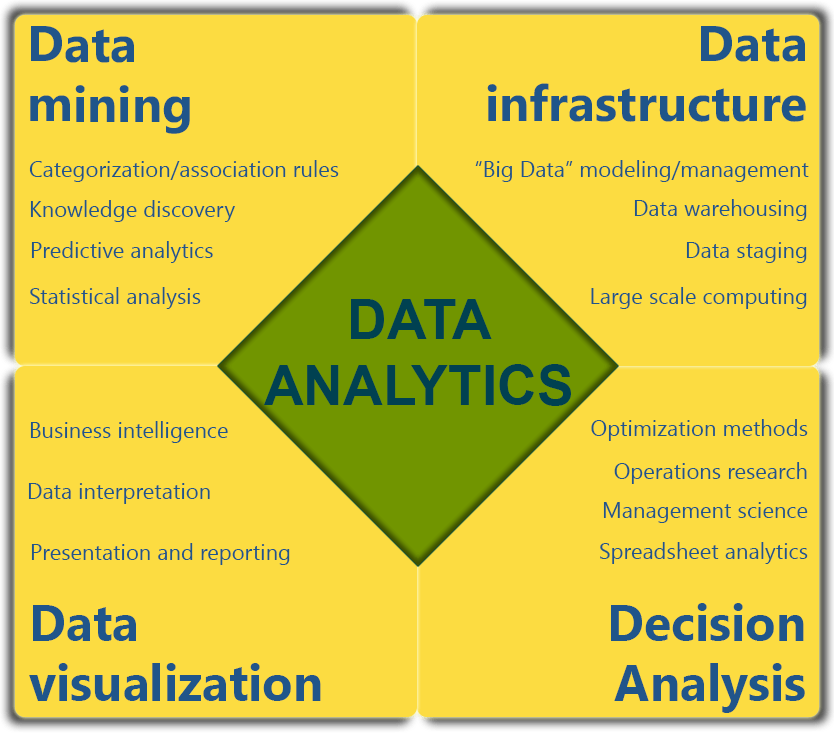 Data
mining
Categorization/association rules
Knowledge discovery
Predictive analytics
Statistical analysis
Data
infrastructure
“Big Data” modeling/management
Data warehousing
Data staging
Large scale computing
DATA
ANALYTICS
Business intelligence
Data interpretation
Presentation and reporting
Data
visualization
Optimization methods
Operations research
Management science
Spreadsheet analytics
Decision
Analysis